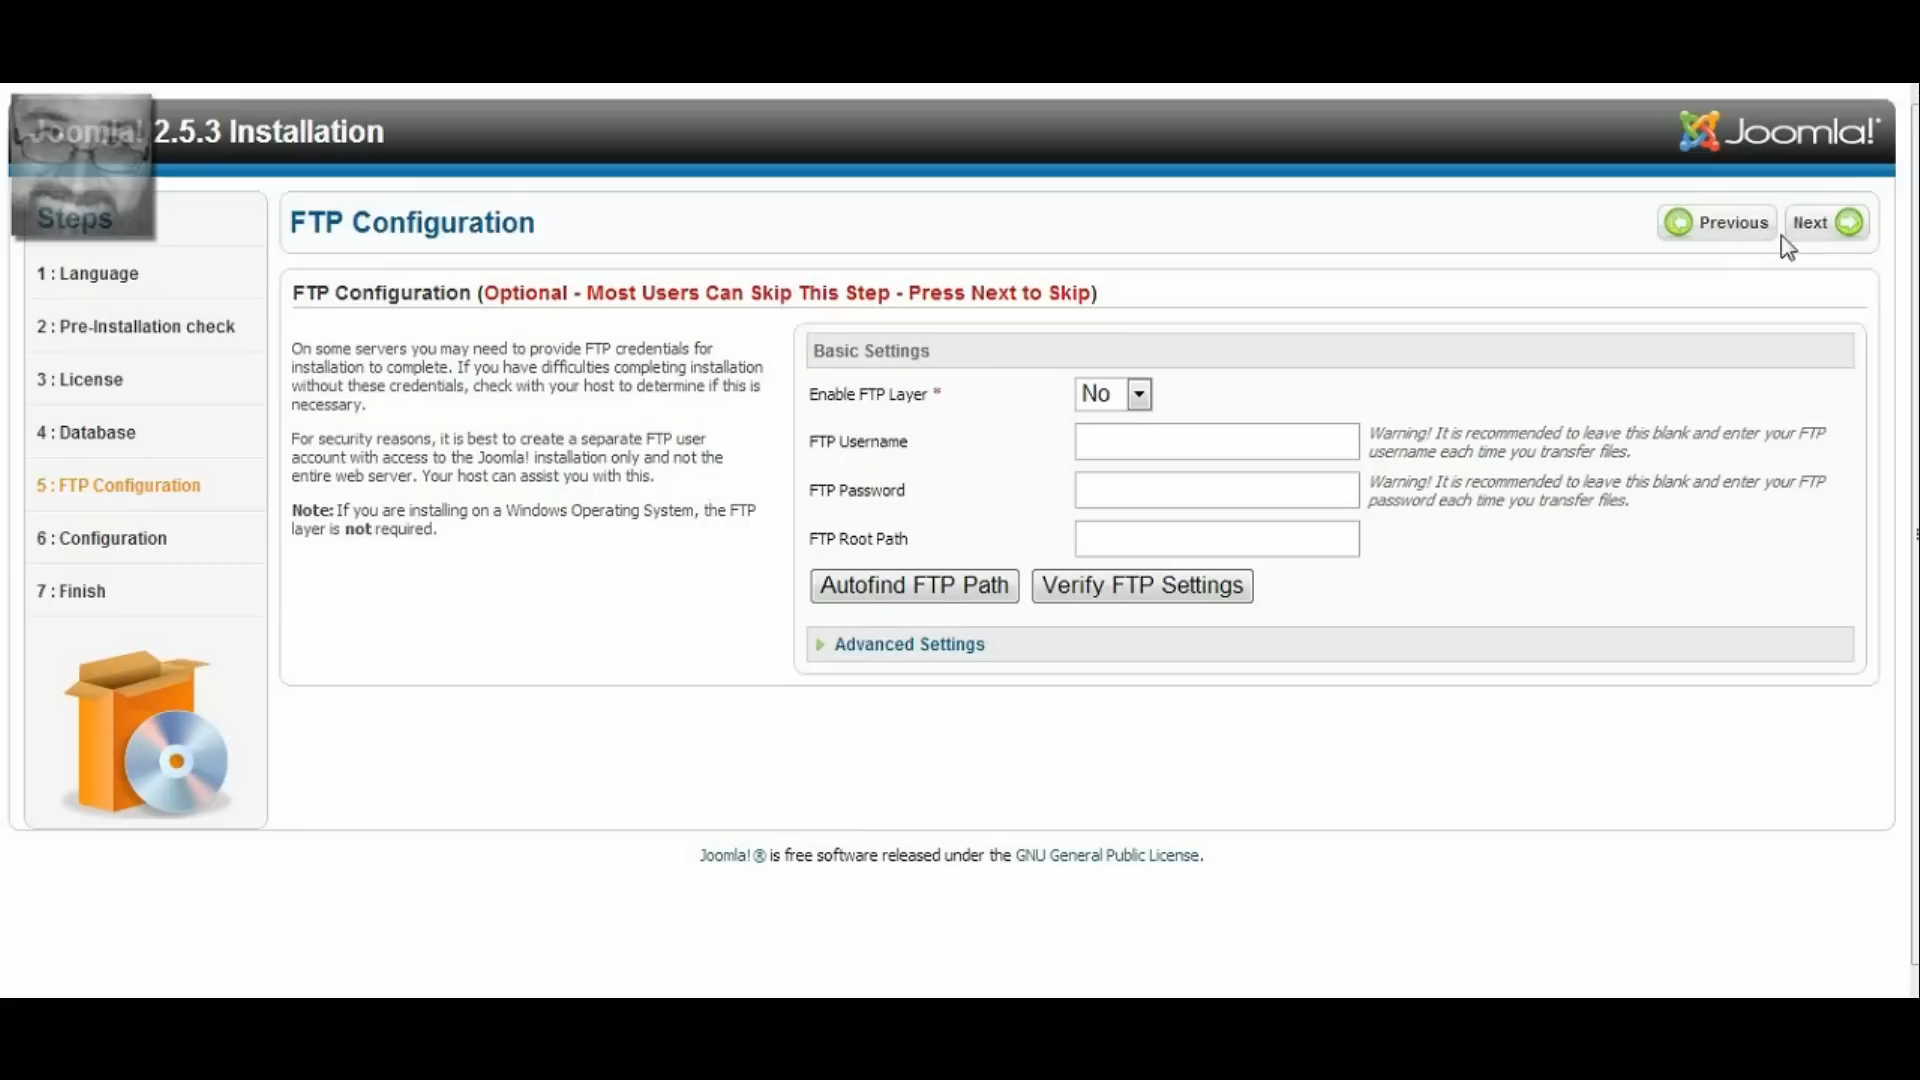 Joomla! 2.5.3 Installation
Joomla!
Steps
FTP Configuration
Previous
Next
1 : Language
2 : Pre-Installation check
3 : License
4 : Database
5 : FTP Configuration
6 : Configuration
7 : Finish
FTP Configuration (Optional - Most Users Can Skip This Step - Press Next to Skip)
On some servers you may need to provide FTP credentials for
installation to complete. If you have difficulties completing installation
without these credentials, check with your host to determine if this is
necessary.
For security reasons, it is best to create a separate FTP user
account with access to the Joomla! installation only and not the
entire web server. Your host can assist you with this.
Note: If you are installing on a Windows Operating System, the FTP
layer is not required.
Basic Settings
Enable FTP Layer *
No
FTP Username
Warning! It is recommended to leave this blank and enter your FTP
username each time you transfer files.
FTP Password
Warning! It is recommended to leave this blank and enter your FTP
password each time you transfer files.
FTP Root Path
Autofind FTP Path
Verify FTP Settings
Advanced Settings
Joomla!® is free software released under the GNU General Public License.